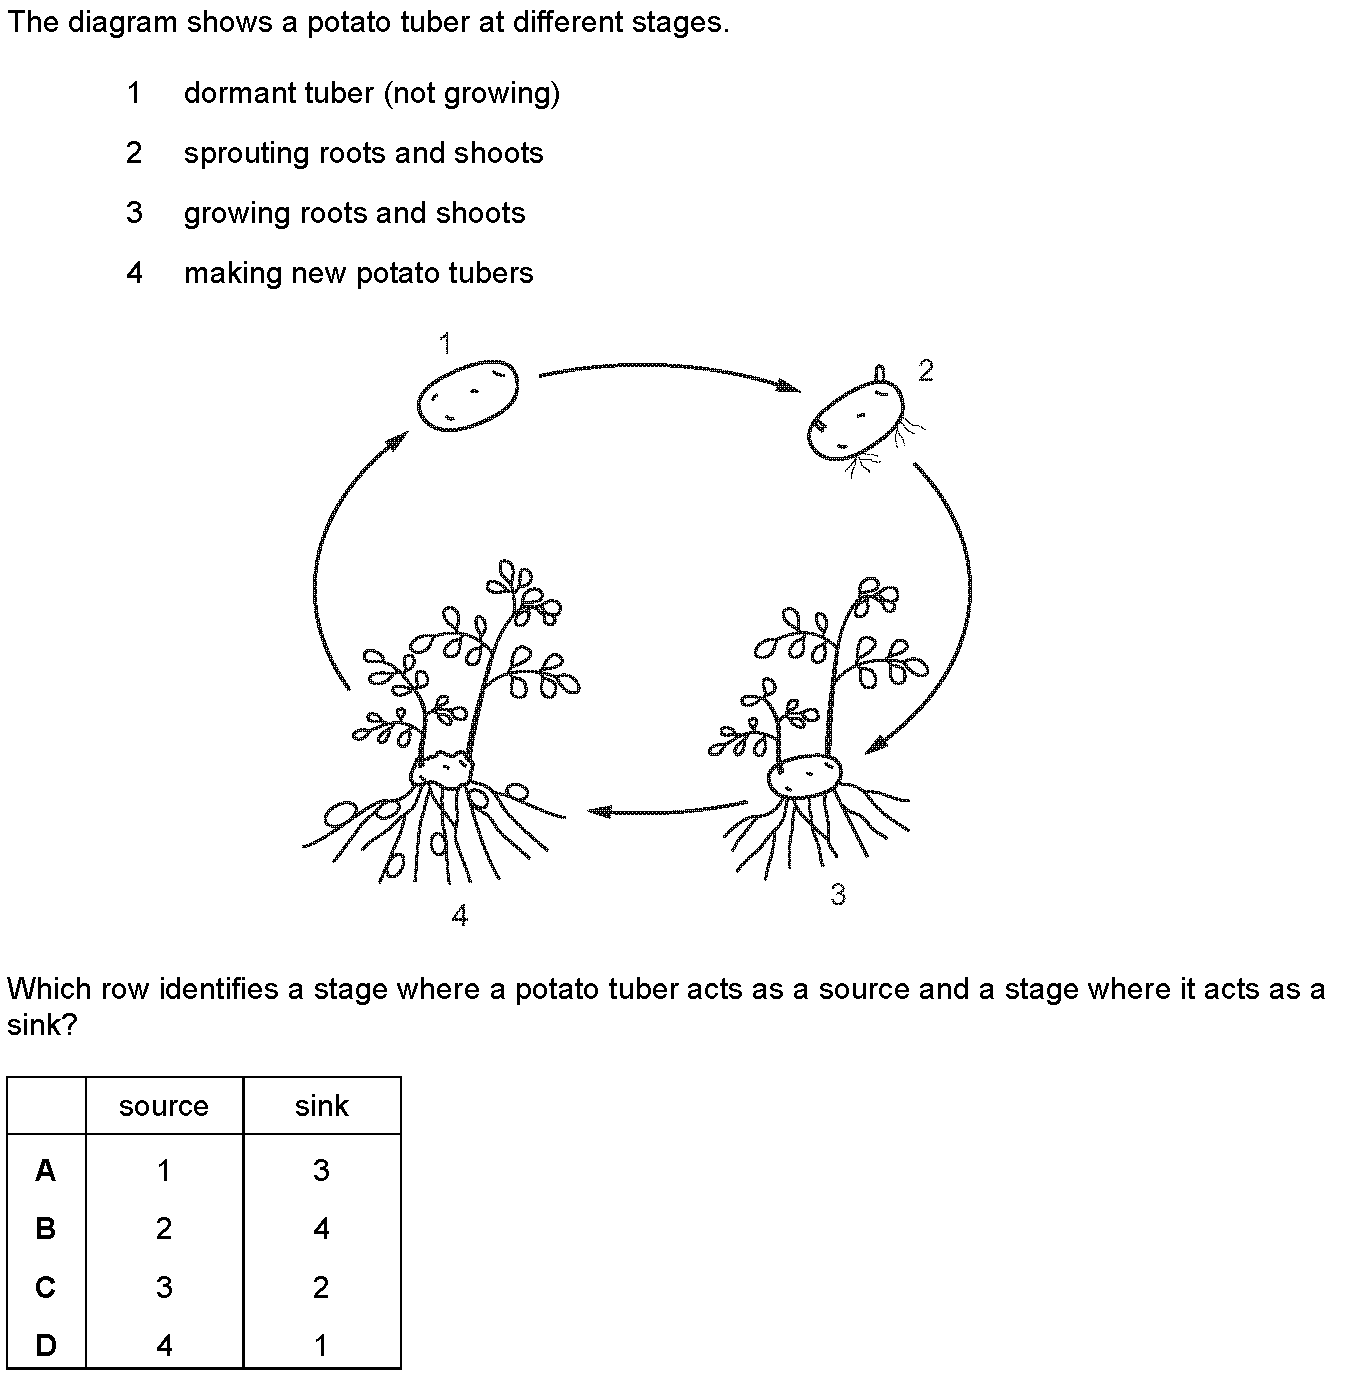 The diagram shows a potato tuber at different stages.
1 dormant tuber (not growing)
2 sprouting roots and shoots
3 growing roots and shoots
4 making new potato tubers
1
2
3
4
Which row identifies a stage where a potato tuber acts as a source and a stage where it acts as a
sink?
source sink
A 1 3
B 2 4
C 3 2
D 4 1